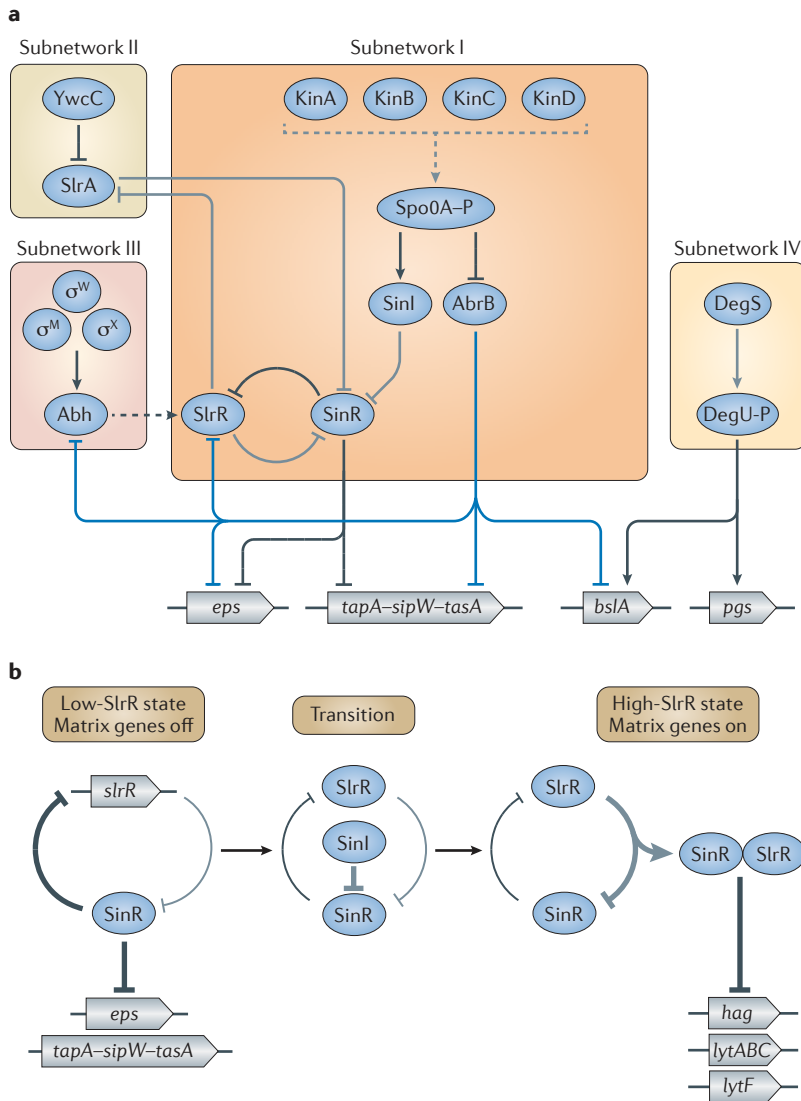 a
Subnetwork II
Subnetwork I
YwcC
KinA KinB KinC KinD
SlrA
Spo0A–P
Subnetwork III
Subnetwork IV
σW
σM σX
SinI AbrB
DegS
Abh
SlrR
SinR
DegU-P
eps
tapA–sipW–tasA
bslA
pgs
b
Low-SlrR state
Matrix genes off
Transition
High-SlrR state
Matrix genes on
slrR
SlrR
SlrR
SinI
SinR SlrR
SinR
SinR
SinR
eps
hag
tapA–sipW–tasA
lytABC
lytF